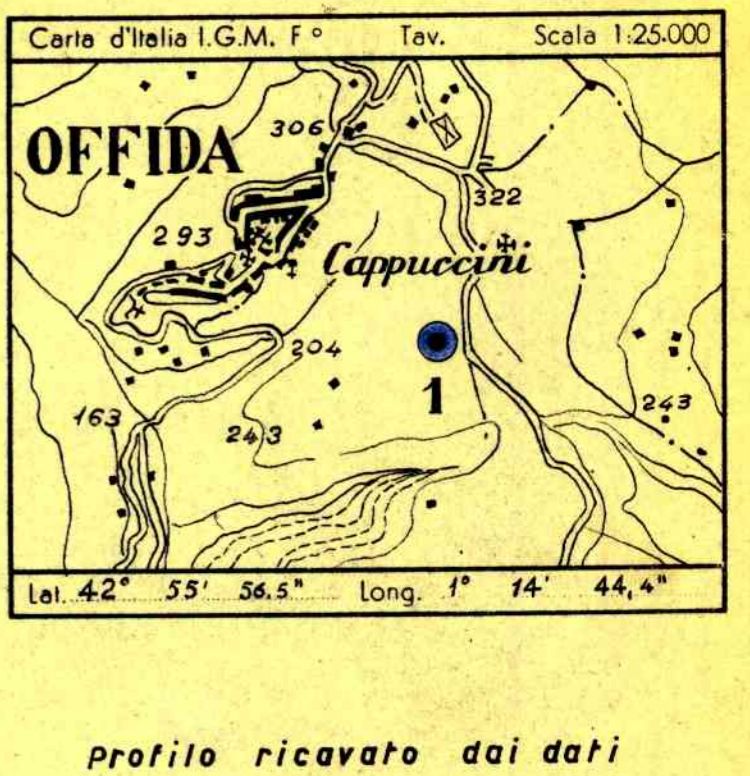 Carta d'Italia I.G.M. F° Tav. Scala 1:25.000
OFFIDA
306
322
293
Cappuccini
204
1
163
243
243
Lat. 42° 55' 56.5" Long. 1° 14' 44,4"
profilo ricavato dai dati